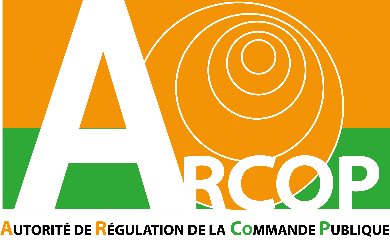 ARCOP
AUTORITÉ DE RÉGULATION DE LA COMMANDE PUBLIQUE